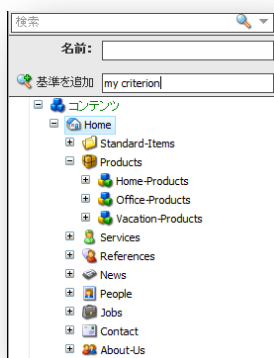 検索
名前:
基準を追加 my criterion
コンテンツ
Home
Standard-Items
Products
Home-Products
Office-Products
Vacation-Products
Services
References
News
People
Jobs
Contact
About-Us